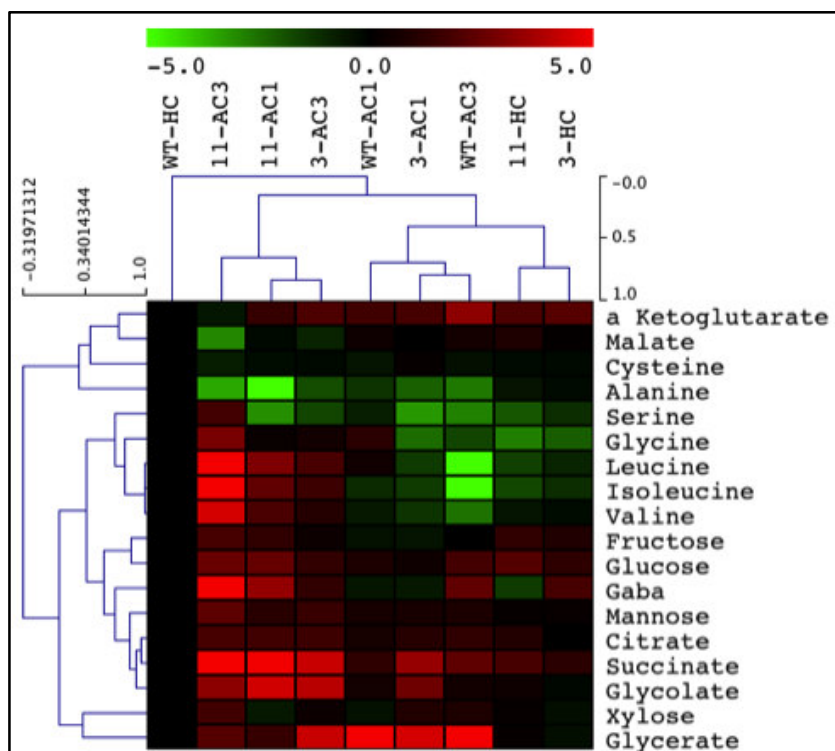 -5.0 0.0 5.0
WT-HC
11-AC3
11-AC1
3-AC3
WT-AC1
3-AC1
WT-AC3
11-HC
3-HC
-0.31971312
0.34014344
1.0
-0.0
0.5
1.0
a Ketoglutarate
Malate
Cysteine
Alanine
Serine
Glycine
Leucine
Isoleucine
Valine
Fructose
Glucose
Gaba
Mannose
Citrate
Succinate
Glycolate
Xylose
Glycerate